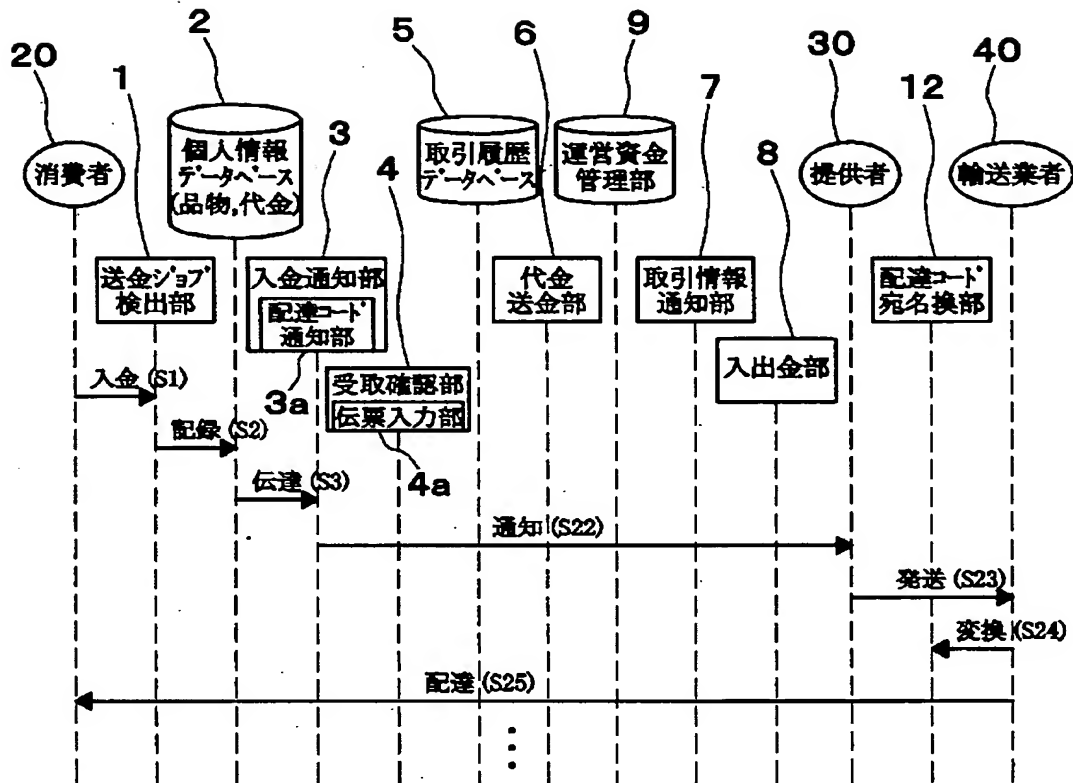 20
1
2
3
4
5
6
9
7
8
30
12
40
消費者
個人情報
データベース
(品物,代金)
取引履歴
データベース
運営資金
管理部
提供者
輸送業者
送金ジョブ
検出部
入金通知部
配達コード
通知部
3a
代金
送金部
取引情報
通知部
配達コード
宛名換部
受取確認部
伝票入力部
4a
入出金部
入金(S1)
記録(S2)
伝達(S3)
通知(S22)
発送(S23)
変換(S24)
配達(S25)